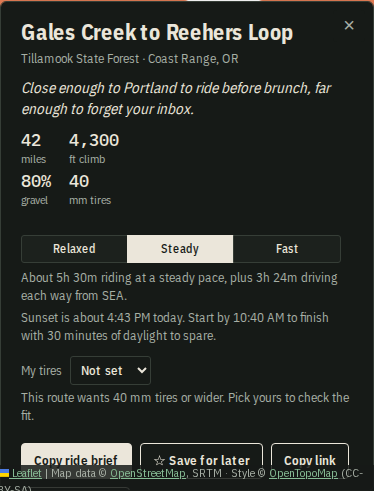 Gales Creek to Reehers Loop
×
Tillamook State Forest · Coast Range, OR
Close enough to Portland to ride before brunch, far
enough to forget your inbox.
42 4,300
miles ft climb
80% 40
gravel mm tires
Relaxed Steady Fast
About 5h 30m riding at a steady pace, plus 3h 24m driving
each way from SEA.
Sunset is about 4:43 PM today. Start by 10:40 AM to finish
with 30 minutes of daylight to spare.
My tires Not set
This route wants 40 mm tires or wider. Pick yours to check the
fit.
Copy ride brief ☆ Save for later Copy link
Leaflet | Map data © OpenStreetMap, SRTM · Style © OpenTopoMap (CC-
BY-SA)